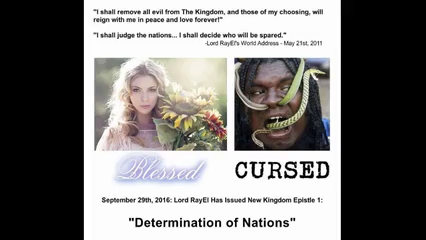 "I shall remove all evil from The Kingdom, and those of my choosing, will
reign with me in peace and love forever!"
"I shall judge the nations... I shall decide who will be spared."
-Lord RayEl's World Address - May 21st, 2011
Blessed
CURSED
September 29th, 2016: Lord RayEl Has Issued New Kingdom Epistle 1:
"Determination of Nations"